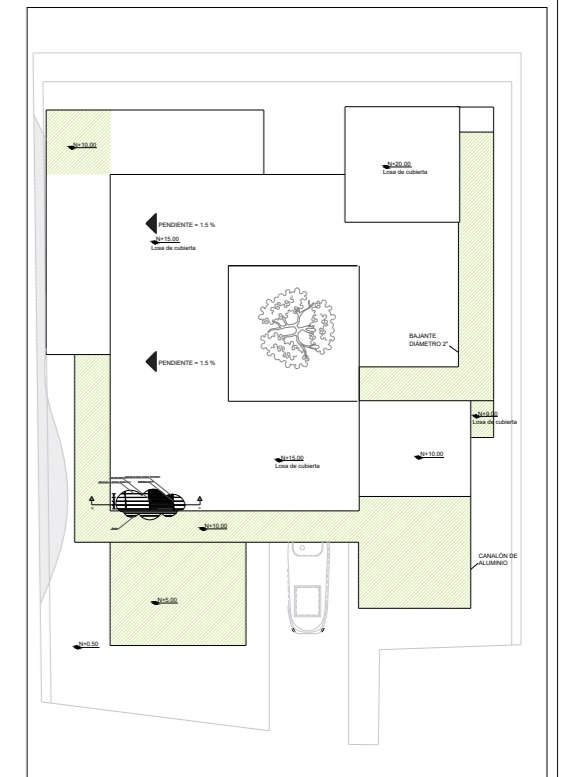 N+10.00
N+20.00
Losa de cubierta
PENDIENTE = 1.5 %
N+15.00
Losa de cubierta
BAJANTE
DIÁMETRO 2"
PENDIENTE = 1.5 %
N+9.00
Losa de cubierta
N+10.00
N+15.00
Losa de cubierta
N+10.00
CANALÓN DE
ALUMINIO
N+5.00
N+0.50